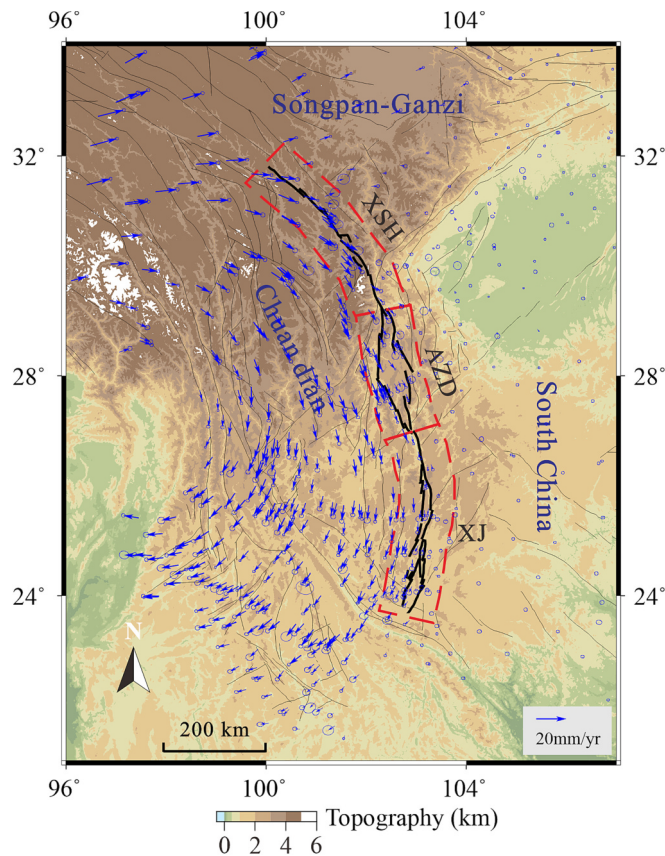 96° 100° 104°
Songpan-Ganzi
32° 32°
XSH
Chuan dian
AZD
28° 28°
South China
XJ
24° 24°
N
200 km
20mm/yr
96° 100° 104°
Topography (km)
0 2 4 6